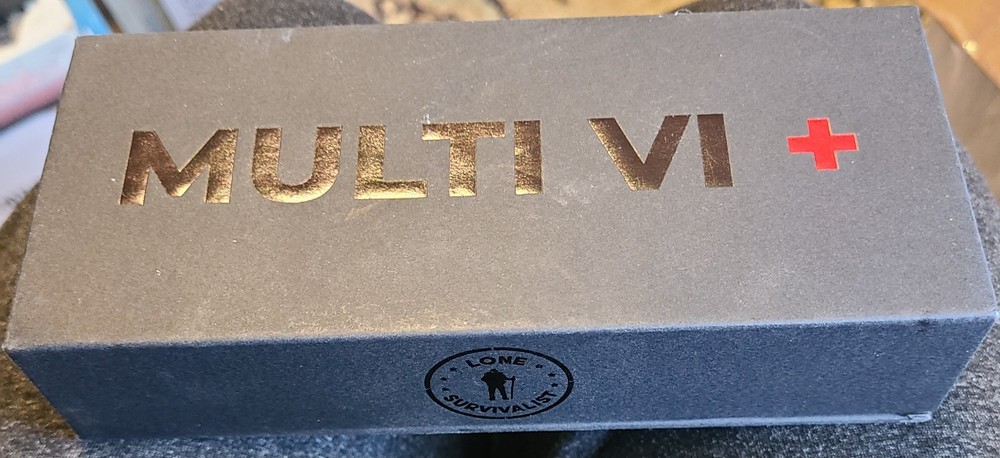 MULTI VI +
LONE
SURVIVALIST